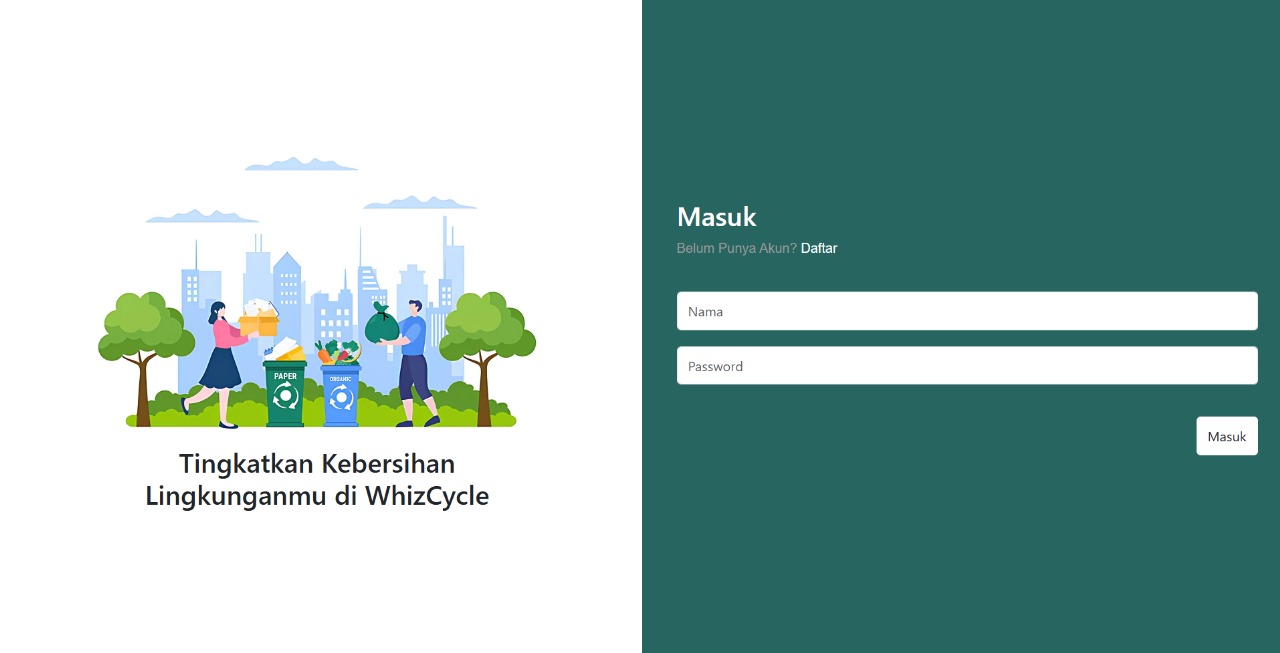 PAPER
ORGANIC
Tingkatkan Kebersihan
Lingkunganmu di WhizCycle
Masuk
Belum Punya Akun? Daftar
Nama
Password
Masuk